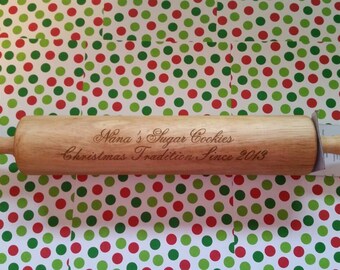 Nana's Sugar Cookies
Christmas Tradition Since 2013